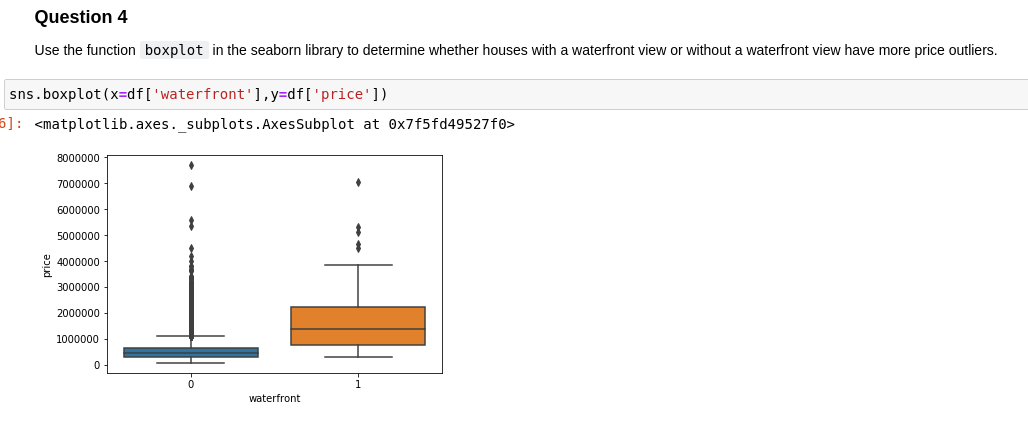 Question 4
Use the function boxplot in the seaborn library to determine whether houses with a waterfront view or without a waterfront view have more price outliers.
sns.boxplot(x=df['waterfront'],y=df['price'])
6]: <matplotlib.axes._subplots.AxesSubplot at 0x7f5fd49527f0>
8000000
7000000
6000000
5000000
4000000
3000000
2000000
1000000
0
price
0 1
waterfront